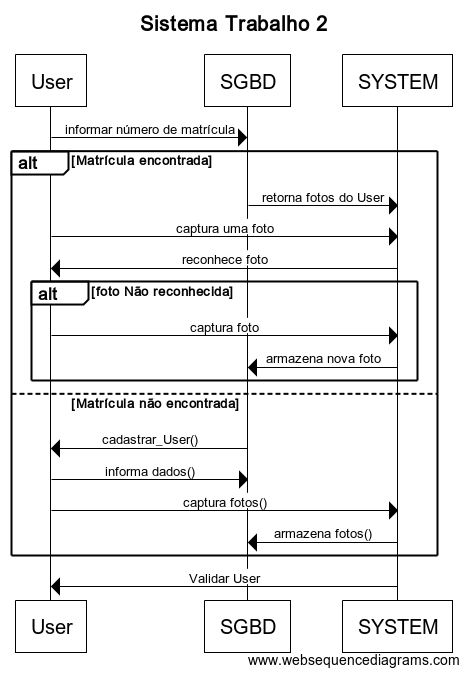 Sistema Trabalho 2
User SGBD SYSTEM
informar número de matrícula
alt [Matrícula encontrada]
retorna fotos do User
captura uma foto
reconhece foto
alt [foto Não reconhecida]
captura foto
armazena nova foto
[Matrícula não encontrada]
cadastrar_User()
informa dados()
captura fotos()
armazena fotos()
Validar User
User SGBD SYSTEM
www.websequencediagrams.com